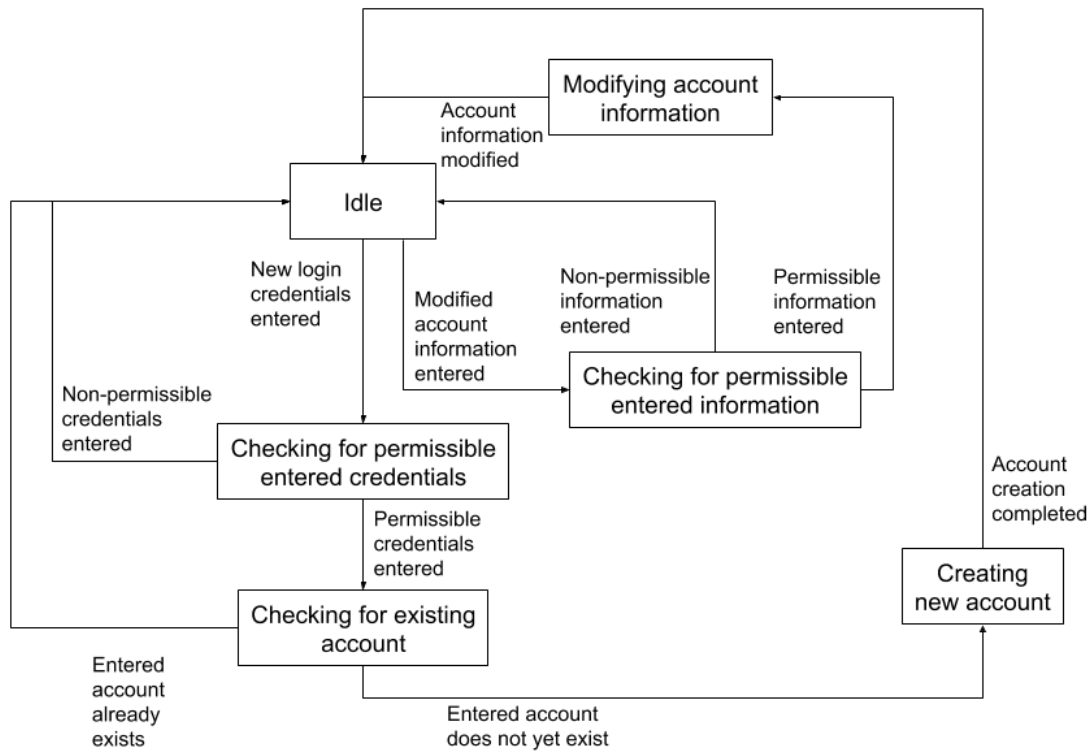 Modifying account
information
Account
information
modified
Idle
New login
credentials
entered
Modified
account
information
entered
Non-permissible
information
entered
Permissible
information
entered
Checking for permissible
entered information
Non-permissible
credentials
entered
Checking for permissible
entered credentials
Permissible
credentials
entered
Account
creation
completed
Creating
new account
Checking for existing
account
Entered
account
already
exists
Entered account
does not yet exist